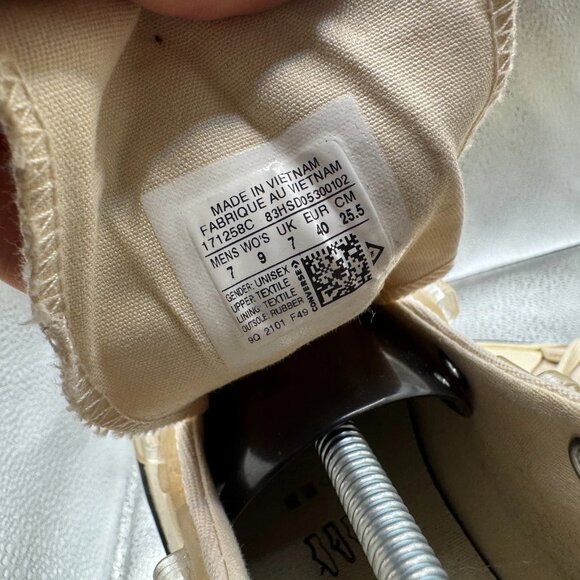 MADE IN VIETNAM
FABRIQUE AU VIETNAM
171258C 83HSD05300102
MENS WO'S UK EUR CM
7 9 7 40 25.5
GENDER: UNISEX
UPPER: TEXTILE
LINING: TEXTILE
OUTSOLE: RUBBER
9Q 2101 F49
CONVERSE